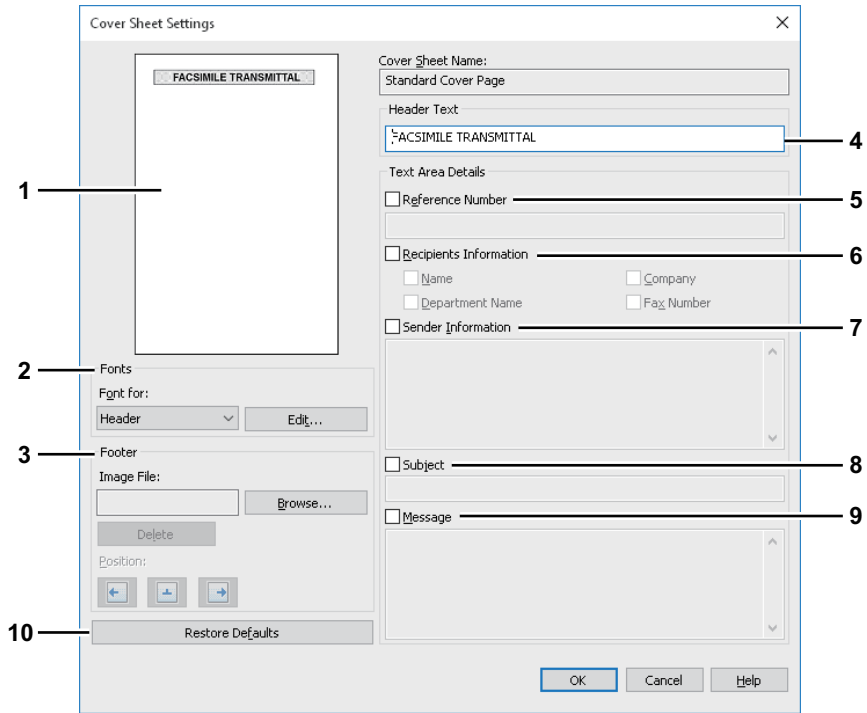 Cover Sheet Settings
FACSIMILE TRANSMITTAL
1
2
Fonts
Font for:
Header
Edit...
3
Footer
Image File:
Browse...
Delete
Position:
10
Restore Defaults
Cover Sheet Name:
Standard Cover Page
Header Text
FACSIMILE TRANSMITTAL
4
Text Area Details
Reference Number
5
Recipients Information
6
Name
Company
Department Name
Fax Number
Sender Information
7
Subject
8
Message
9
OK
Cancel
Help